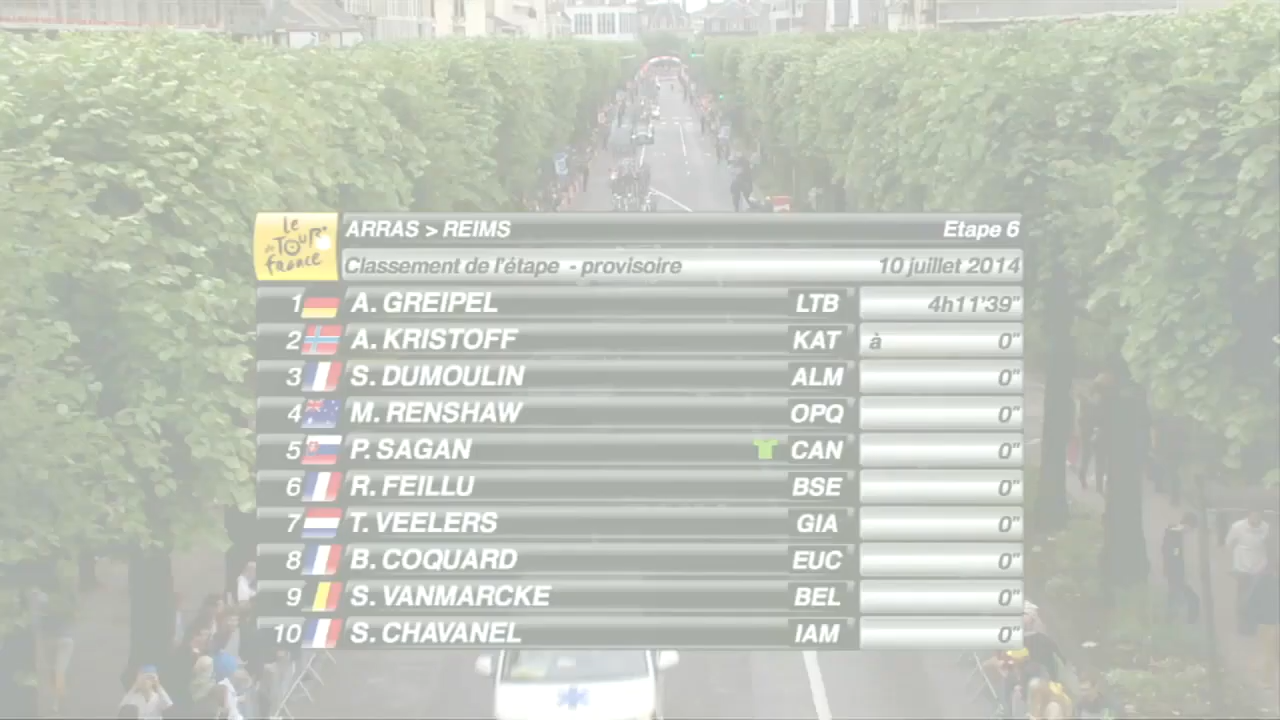 le
TOUR
de
france
ARRAS > REIMS Etape 6
Classement de l'étape - provisoire 10 juillet 2014
1 A. GREIPEL LTB 4h11'39"
2 A. KRISTOFF KAT à 0"
3 S. DUMOULIN ALM 0"
4 M. RENSHAW OPQ 0"
5 P. SAGAN CAN 0"
6 R. FEILLU BSE 0"
7 T. VEELERS GIA 0"
8 B. COQUARD EUC 0"
9 S. VANMARCKE BEL 0"
10 S. CHAVANEL IAM 0"